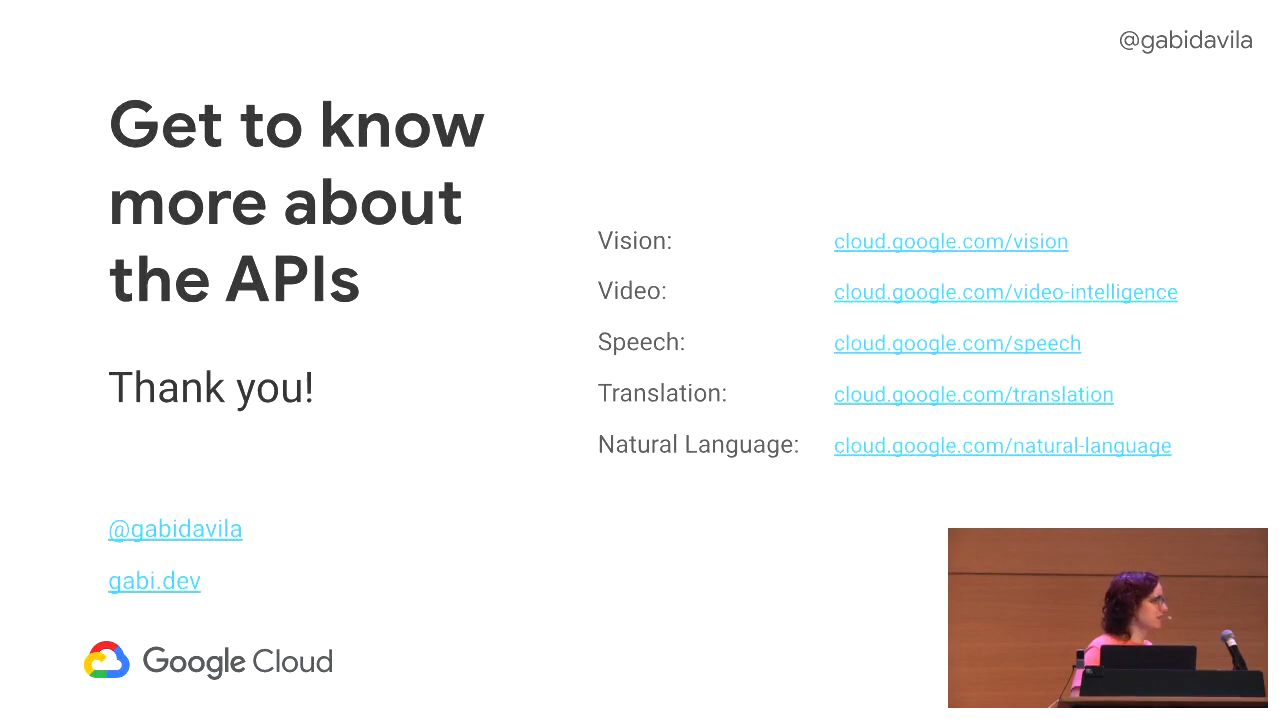 @gabidavila
Get to know
more about
the APIs
Thank you!
Vision: cloud.google.com/vision
Video: cloud.google.com/video-intelligence
Speech: cloud.google.com/speech
Translation: cloud.google.com/translation
Natural Language: cloud.google.com/natural-language
@gabidavila
gabi.dev
Google Cloud